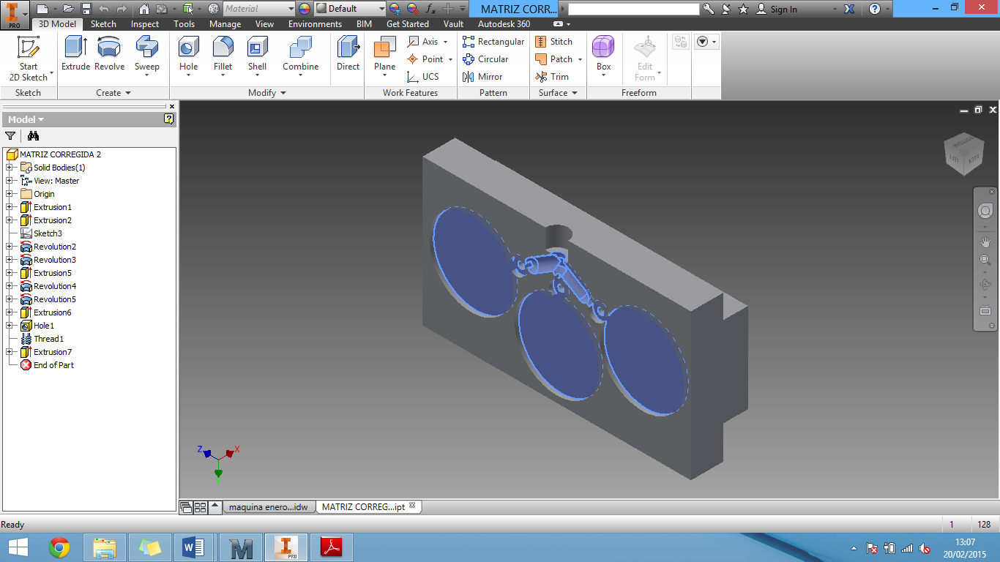 Material
Default
MATRIZ CORR...
Sign In
PRO
3D Model Sketch Inspect Tools Manage View Environments BIM Get Started Vault Autodesk 360
Start
2D Sketch
Extrude Revolve Sweep
Hole Fillet Shell Combine
Direct
Plane
Axis
Point
UCS
Rectangular
Circular
Mirror
Stitch
Patch
Trim
Box
Edit
Form
Sketch Create Modify Work Features Pattern Surface Freeform
Model
MATRIZ CORREGIDA 2
Solid Bodies(1)
View: Master
Origin
Extrusion1
Extrusion2
Sketch3
Revolution2
Revolution3
Extrusion5
Revolution4
Revolution5
Extrusion6
Hole1
Thread1
Extrusion7
End of Part
BOTTOM
LEFT
BACK
Z
X
Y
maquina enero...idw
MATRIZ CORREG...ipt
Ready
1 128
PRO
13:07
20/02/2015